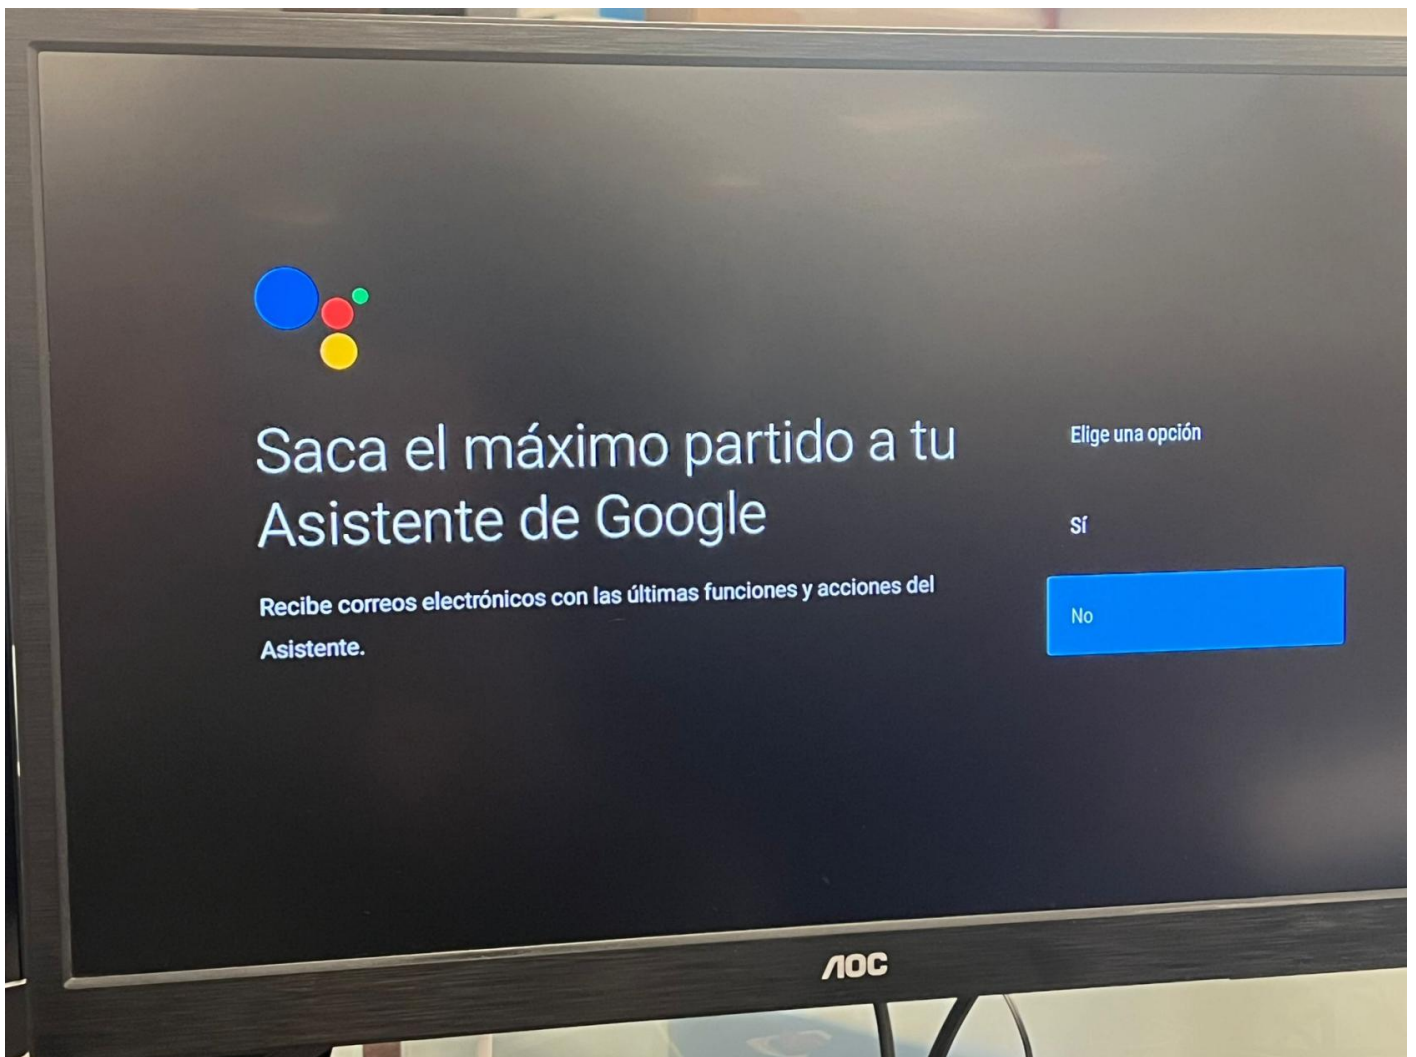 Saca el máximo partido a tu
Asistente de Google
Recibe correos electrónicos con las últimas funciones y acciones del
Asistente.
Elige una opción
Sí
No
AOC